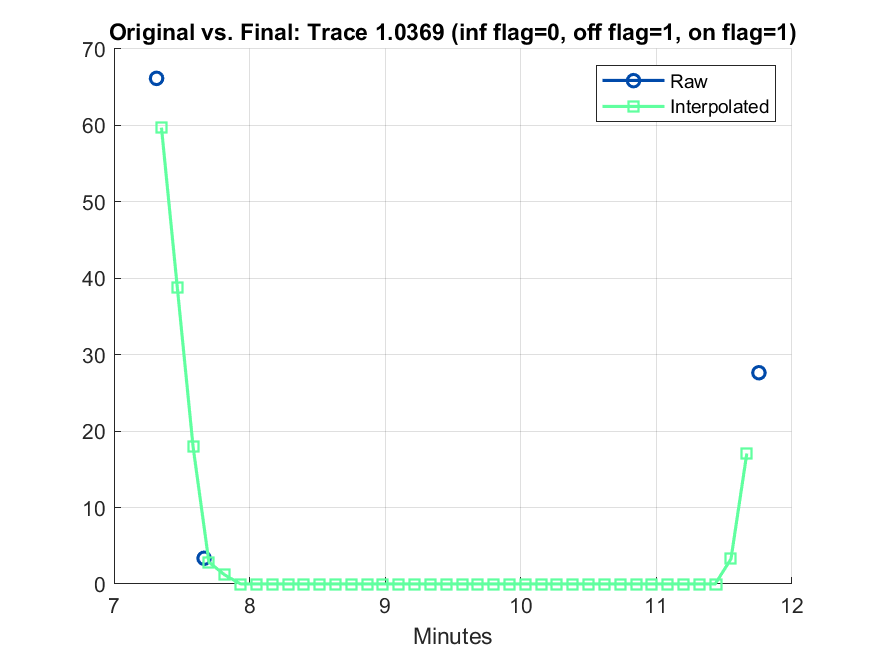 Original vs. Final: Trace 1.0369 (inf flag=0, off flag=1, on flag=1)
Raw
Interpolated
70
60
50
40
30
20
10
0
7 8 9 10 11 12
Minutes